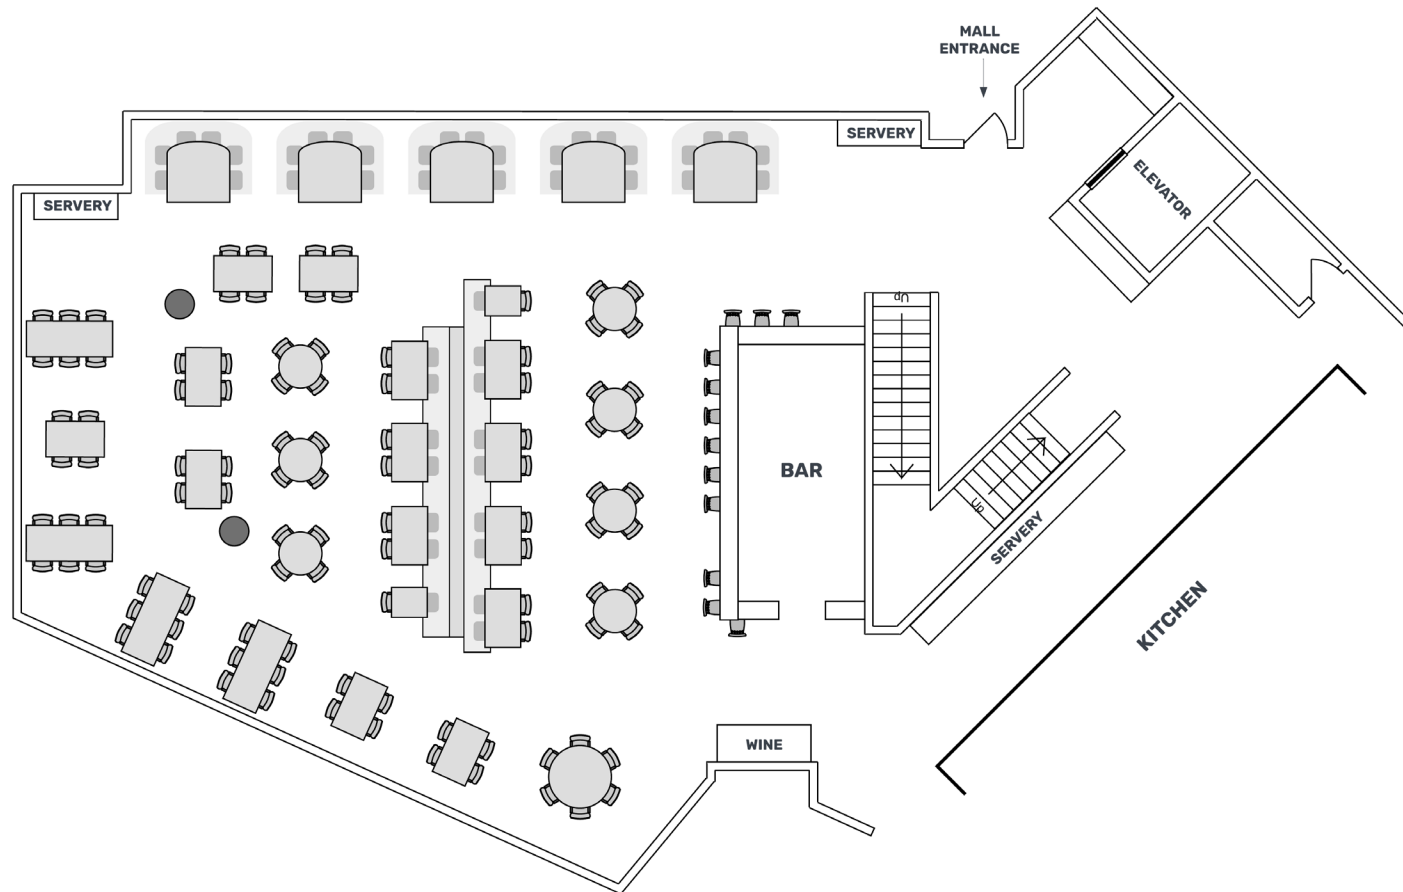 MALL
ENTRANCE
SERVERY
ELEVATOR
SERVERY
Up
BAR
Up
SERVERY
KITCHEN
WINE